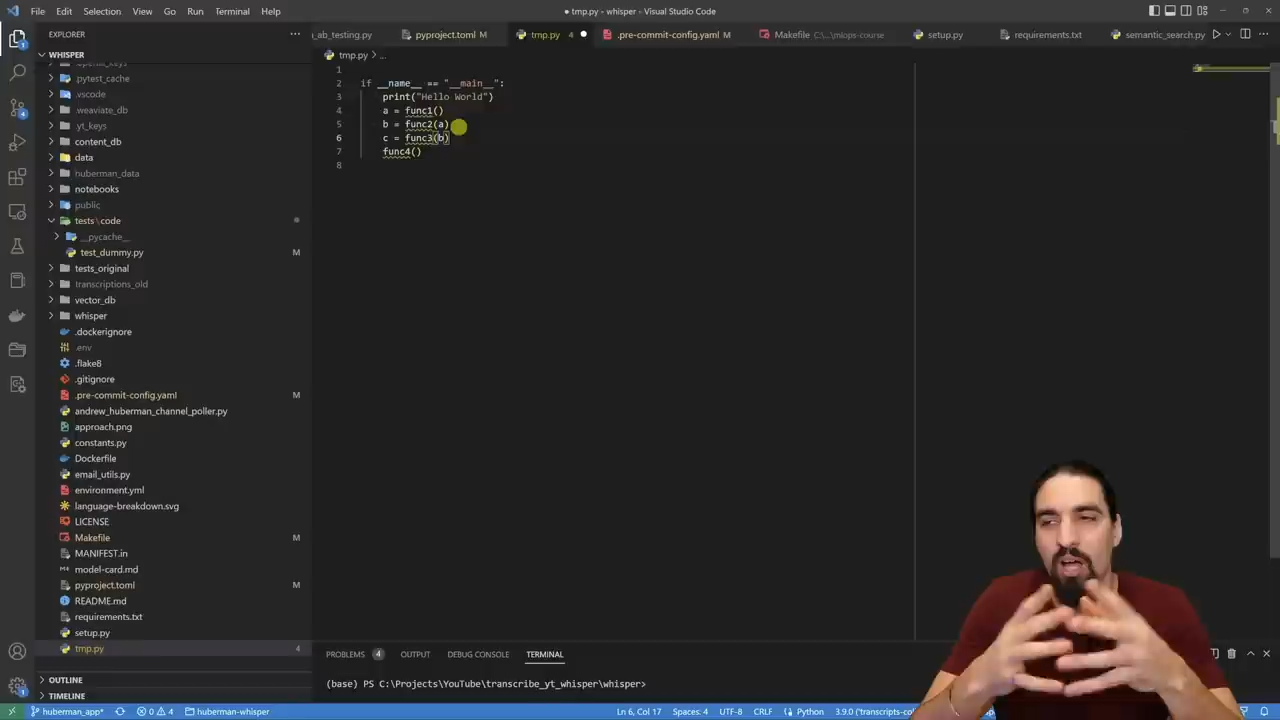 File Edit Selection View Go Run Terminal Help
● tmp.py - whisper - Visual Studio Code
EXPLORER
_ab_testing.py pyproject.toml M tmp.py 4 ● .pre-commit-config.yaml M Makefile C:\...\mlops-course setup.py requirements.txt semantic_search.py
WHISPER
tmp.py > ...
.pytest_cache
.vscode
.weaviate_db
.yt_keys
content_db
data
huberman_data
notebooks
public
tests\code
__pycache__
test_dummy.py M
tests_original
transcriptions_old
vector_db
whisper
.dockerignore
.env
.flake8
.gitignore
.pre-commit-config.yaml M
andrew_huberman_channel_poller.py
approach.png
constants.py
Dockerfile
email_utils.py
environment.yml
language-breakdown.svg
LICENSE
Makefile M
MANIFEST.in
model-card.md
pyproject.toml M
README.md
requirements.txt
setup.py
tmp.py 4
OUTLINE
TIMELINE
1
2 if __name__ == "__main__":
3 print("Hello World")
4 a = func1()
5 b = func2(a)
6 c = func3(b)
7 func4()
8
PROBLEMS 4 OUTPUT DEBUG CONSOLE TERMINAL
(base) PS C:\Projects\YouTube\transcribe_yt_whisper\whisper>
huberman_app* 0 4 huberman-whisper Ln 6, Col 17 Spaces: 4 UTF-8 CRLF Python 3.9.0 ('transcripts-col